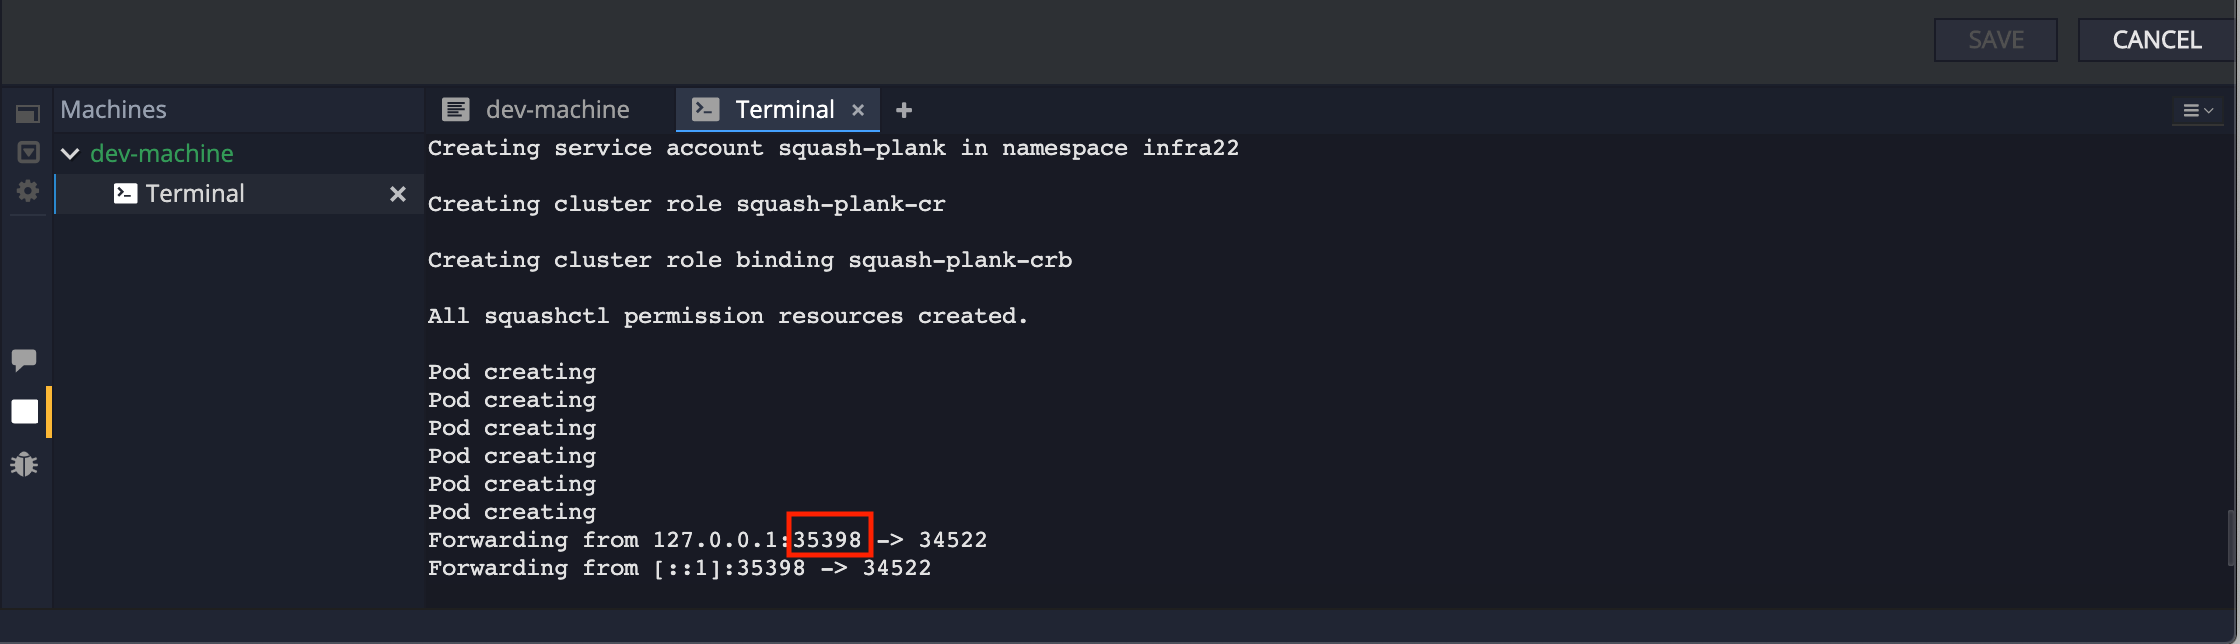 SAVE CANCEL
Machines
dev-machine
Terminal
dev-machine Terminal
Creating service account squash-plank in namespace infra22
Creating cluster role squash-plank-cr
Creating cluster role binding squash-plank-crb
All squashctl permission resources created.
Pod creating
Pod creating
Pod creating
Pod creating
Pod creating
Pod creating
Forwarding from 127.0.0.1:35398 -> 34522
Forwarding from [::1]:35398 -> 34522